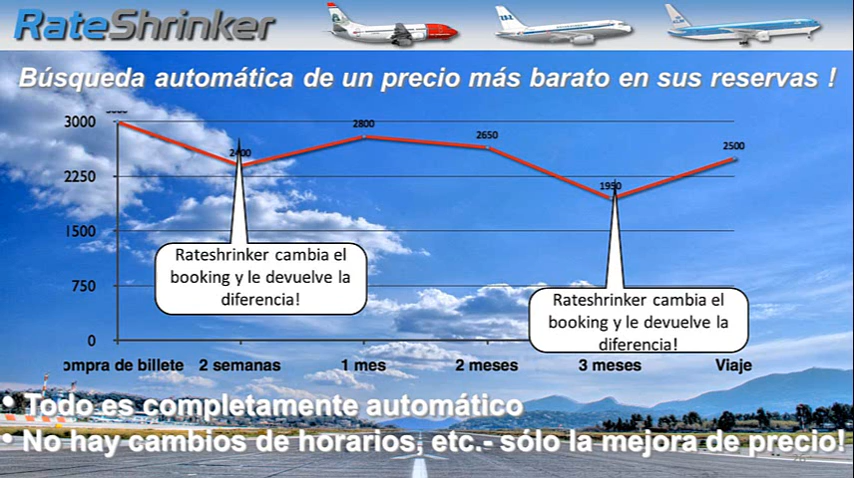 RateShrinker
Búsqueda automática de un precio más barato en sus reservas !
3000
2400
2800
2650
1950
2500
2250
1500
750
0
Rateshrinker cambia el
booking y le devuelve la
diferencia!
Rateshrinker cambia el
booking y le devuelve la
diferencia!
ompra de billete 2 semanas 1 mes 2 meses 3 meses Viaje
• Todo es completamente automático
• No hay cambios de horarios, etc.- sólo la mejora de precio!